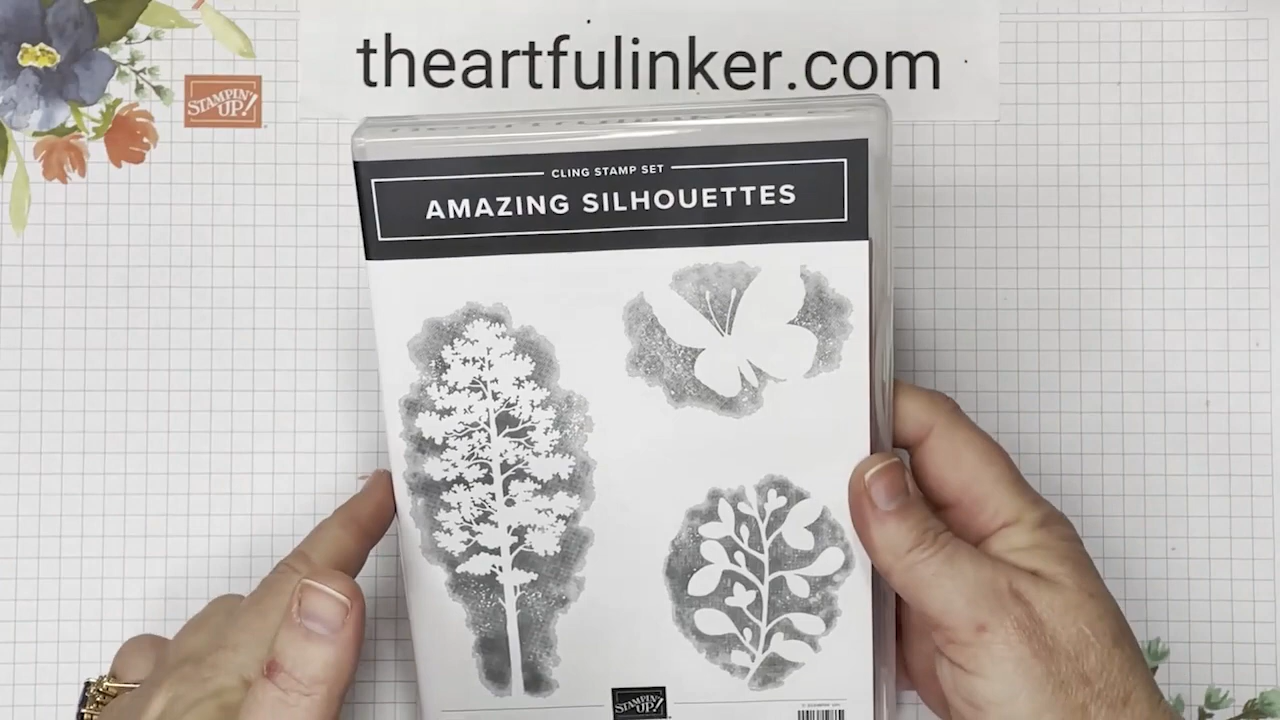 theartfulinker.com
STAMPIN' UP!
CLING STAMP SET
AMAZING SILHOUETTES
STAMPIN' UP!